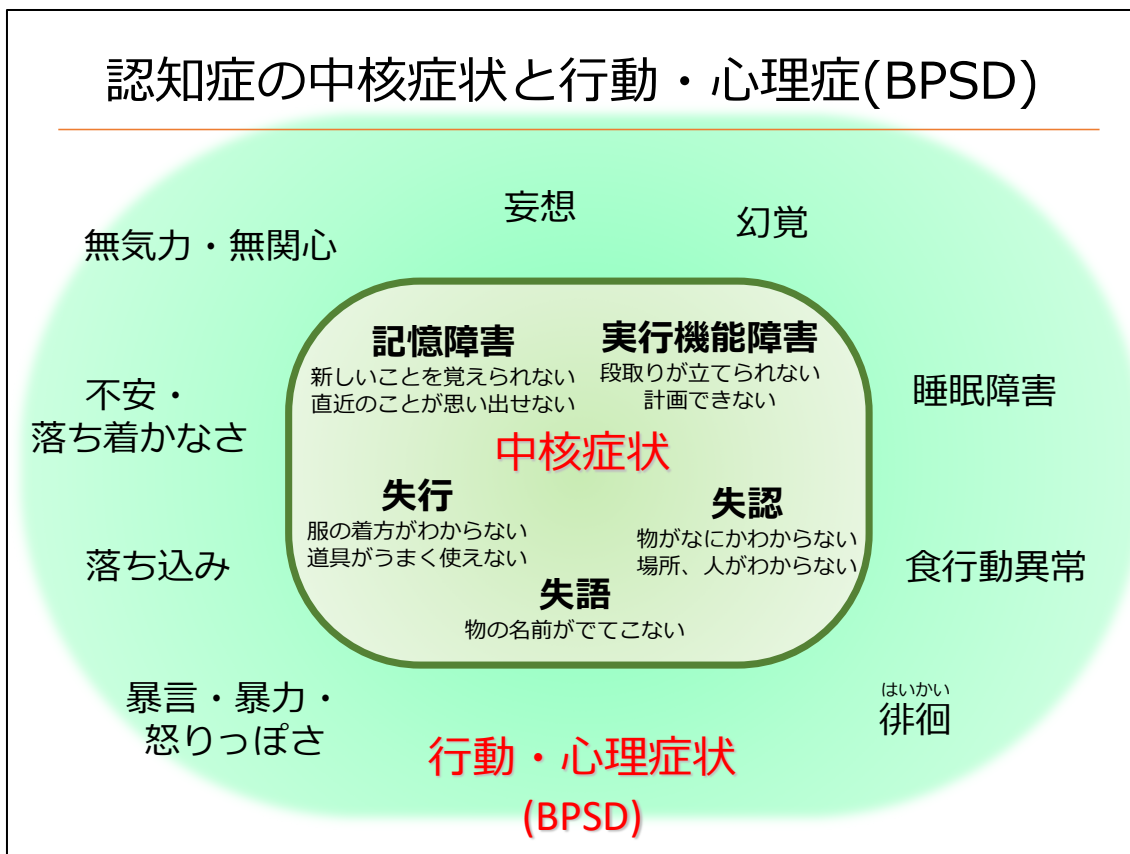 認知症の中核症状と行動・心理症(BPSD)
妄想
幻覚
無気力・無関心
記憶障害
新しいことを覚えられない
直近のことが思い出せない
実行機能障害
段取りが立てられない
計画できない
不安・
落ち着かなさ
睡眠障害
中核症状
失行
服の着方がわからない
道具がうまく使えない
失認
物がなにかわからない
場所、人がわからない
落ち込み
食行動異常
失語
物の名前がでてこない
暴言・暴力・
怒りっぽさ
はいかい
徘徊
行動・心理症状
(BPSD)